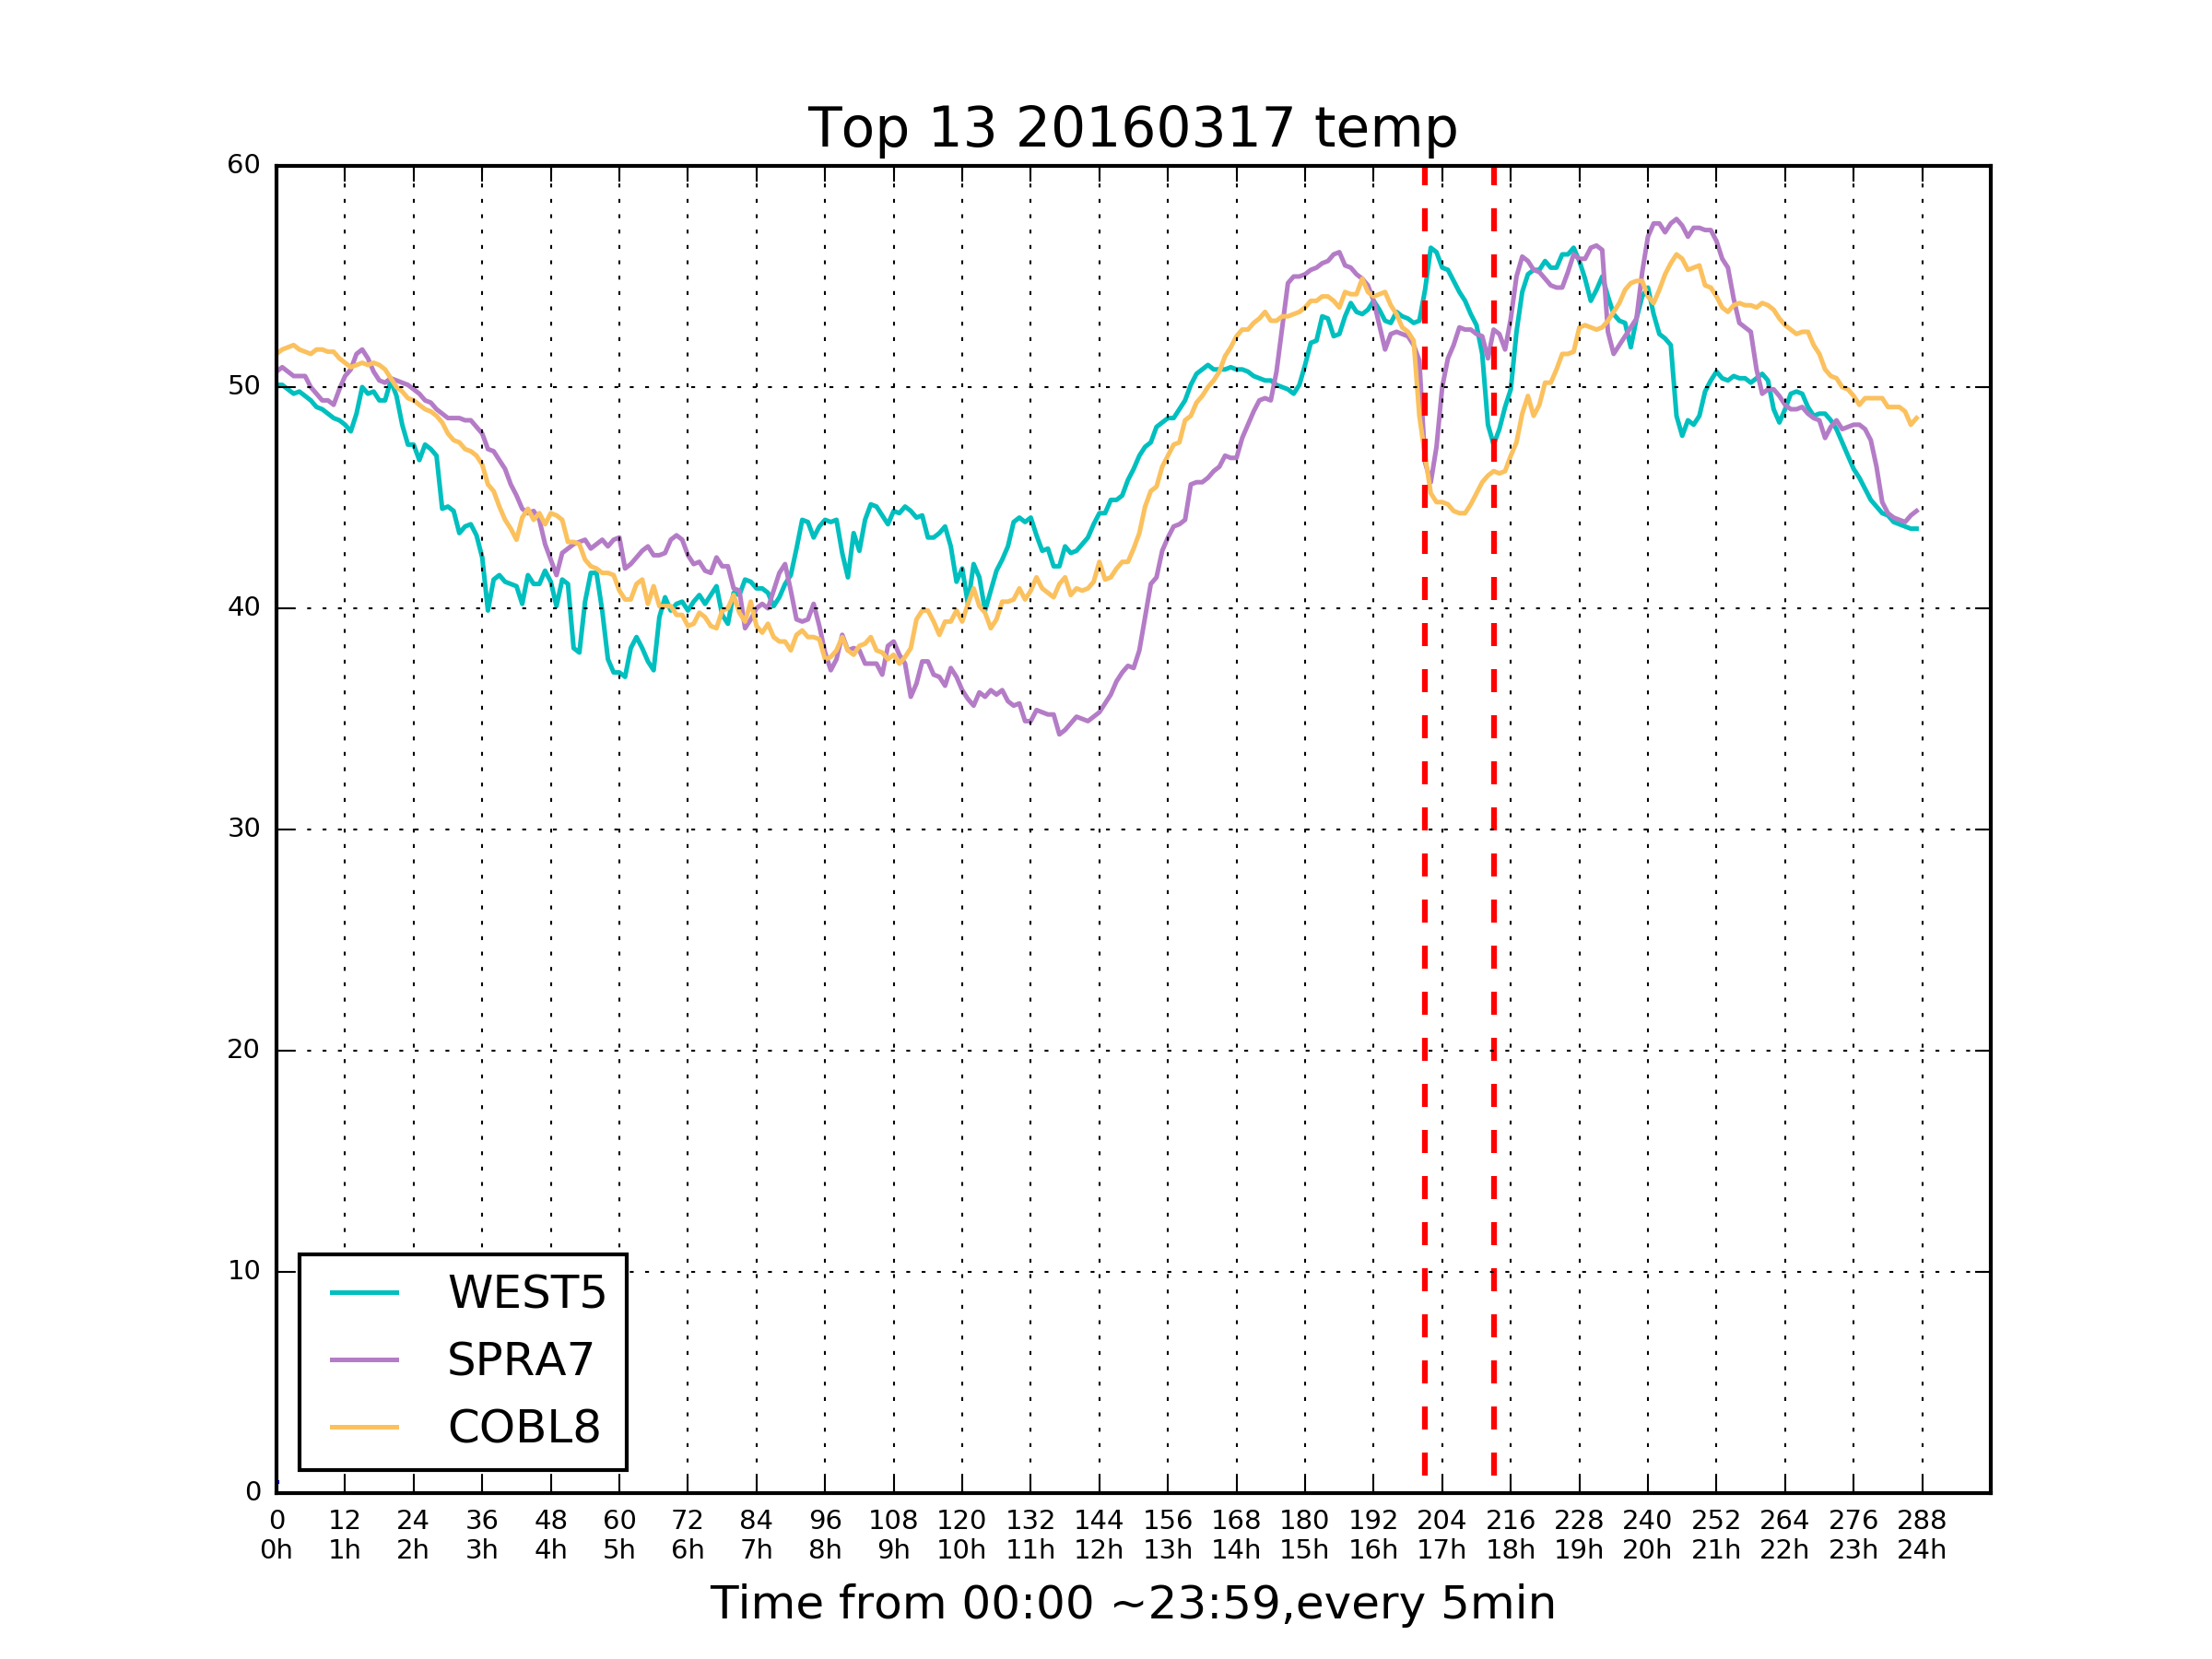 Top 13 20160317 temp
60
50
40
30
20
10
0
WEST5
SPRA7
COBL8
0 12 24 36 48 60 72 84 96 108 120 132 144 156 168 180 192 204 216 228 240 252 264 276 288
0h 1h 2h 3h 4h 5h 6h 7h 8h 9h 10h 11h 12h 13h 14h 15h 16h 17h 18h 19h 20h 21h 22h 23h 24h
Time from 00:00 ~23:59,every 5min